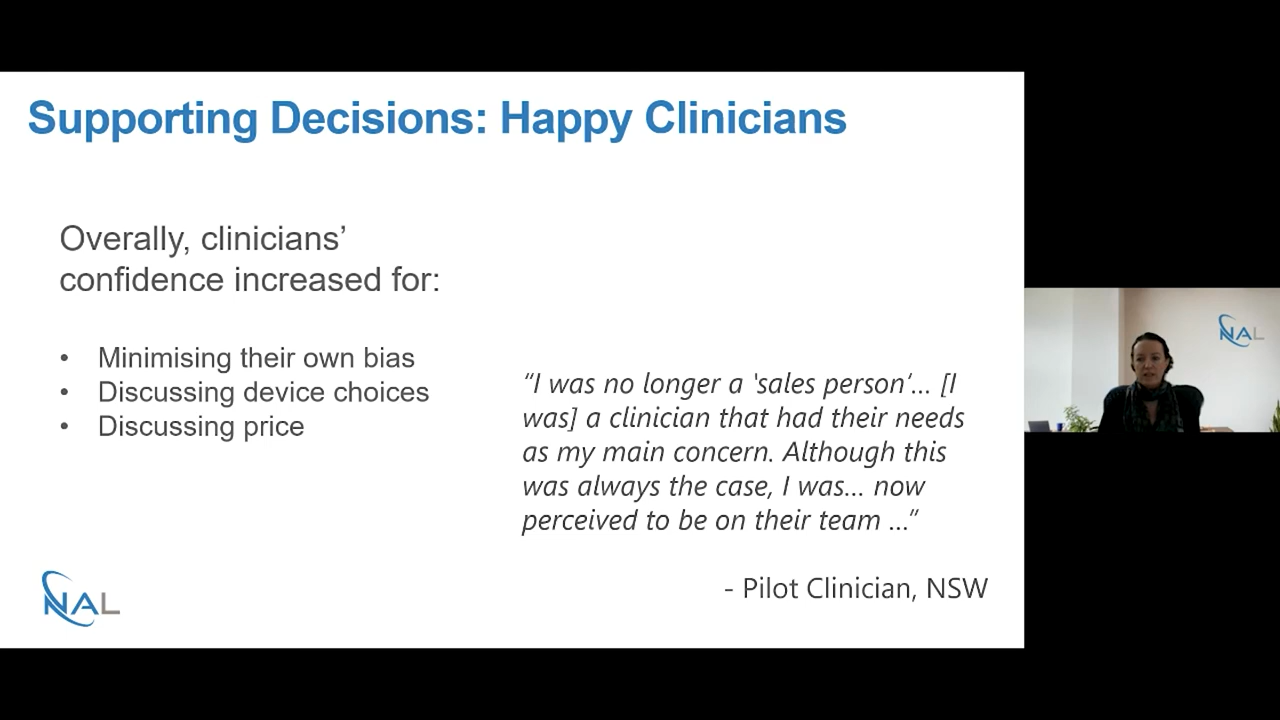 Supporting Decisions: Happy Clinicians
Overally, clinicians’
confidence increased for:
• Minimising their own bias
• Discussing device choices
• Discussing price
“I was no longer a 'sales person’... [I
was] a clinician that had their needs
as my main concern. Although this
was always the case, I was... now
perceived to be on their team ...”
- Pilot Clinician, NSW
NAL
NAL